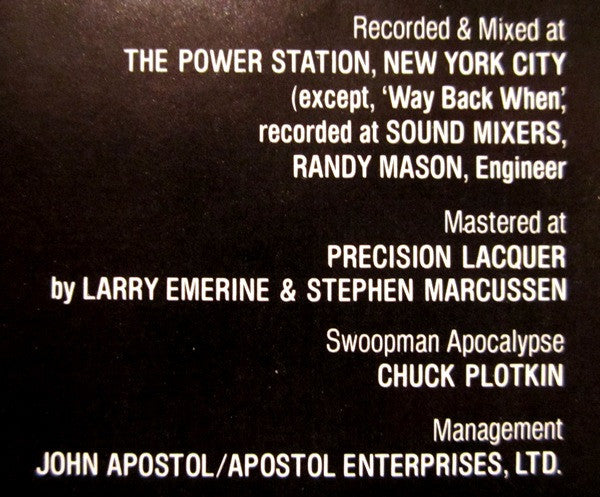 Recorded & Mixed at
THE POWER STATION, NEW YORK CITY
(except, 'Way Back When',
recorded at SOUND MIXERS,
RANDY MASON, Engineer
Mastered at
PRECISION LACQUER
by LARRY EMERINE & STEPHEN MARCUSSEN
Swoopman Apocalypse
CHUCK PLOTKIN
Management
JOHN APOSTOL/APOSTOL ENTERPRISES, LTD.